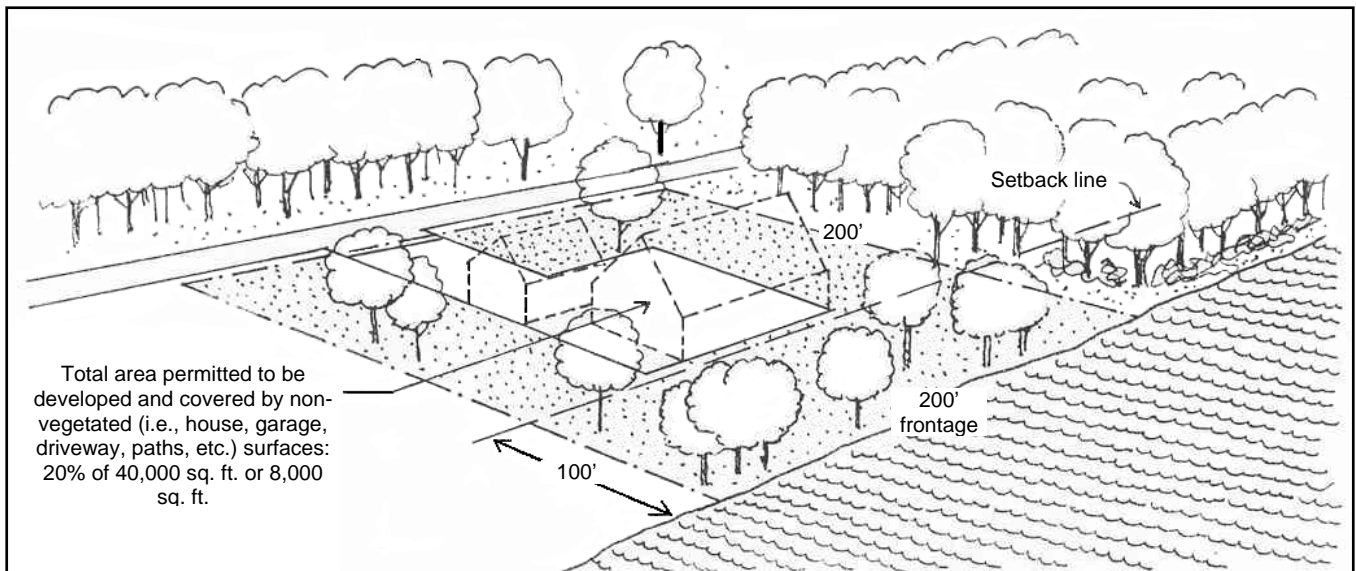 Setback line
200’
Total area permitted to be
developed and covered by non-
vegetated (i.e., house, garage,
driveway, paths, etc.) surfaces:
20% of 40,000 sq. ft. or 8,000
sq. ft.
200’
frontage
100’